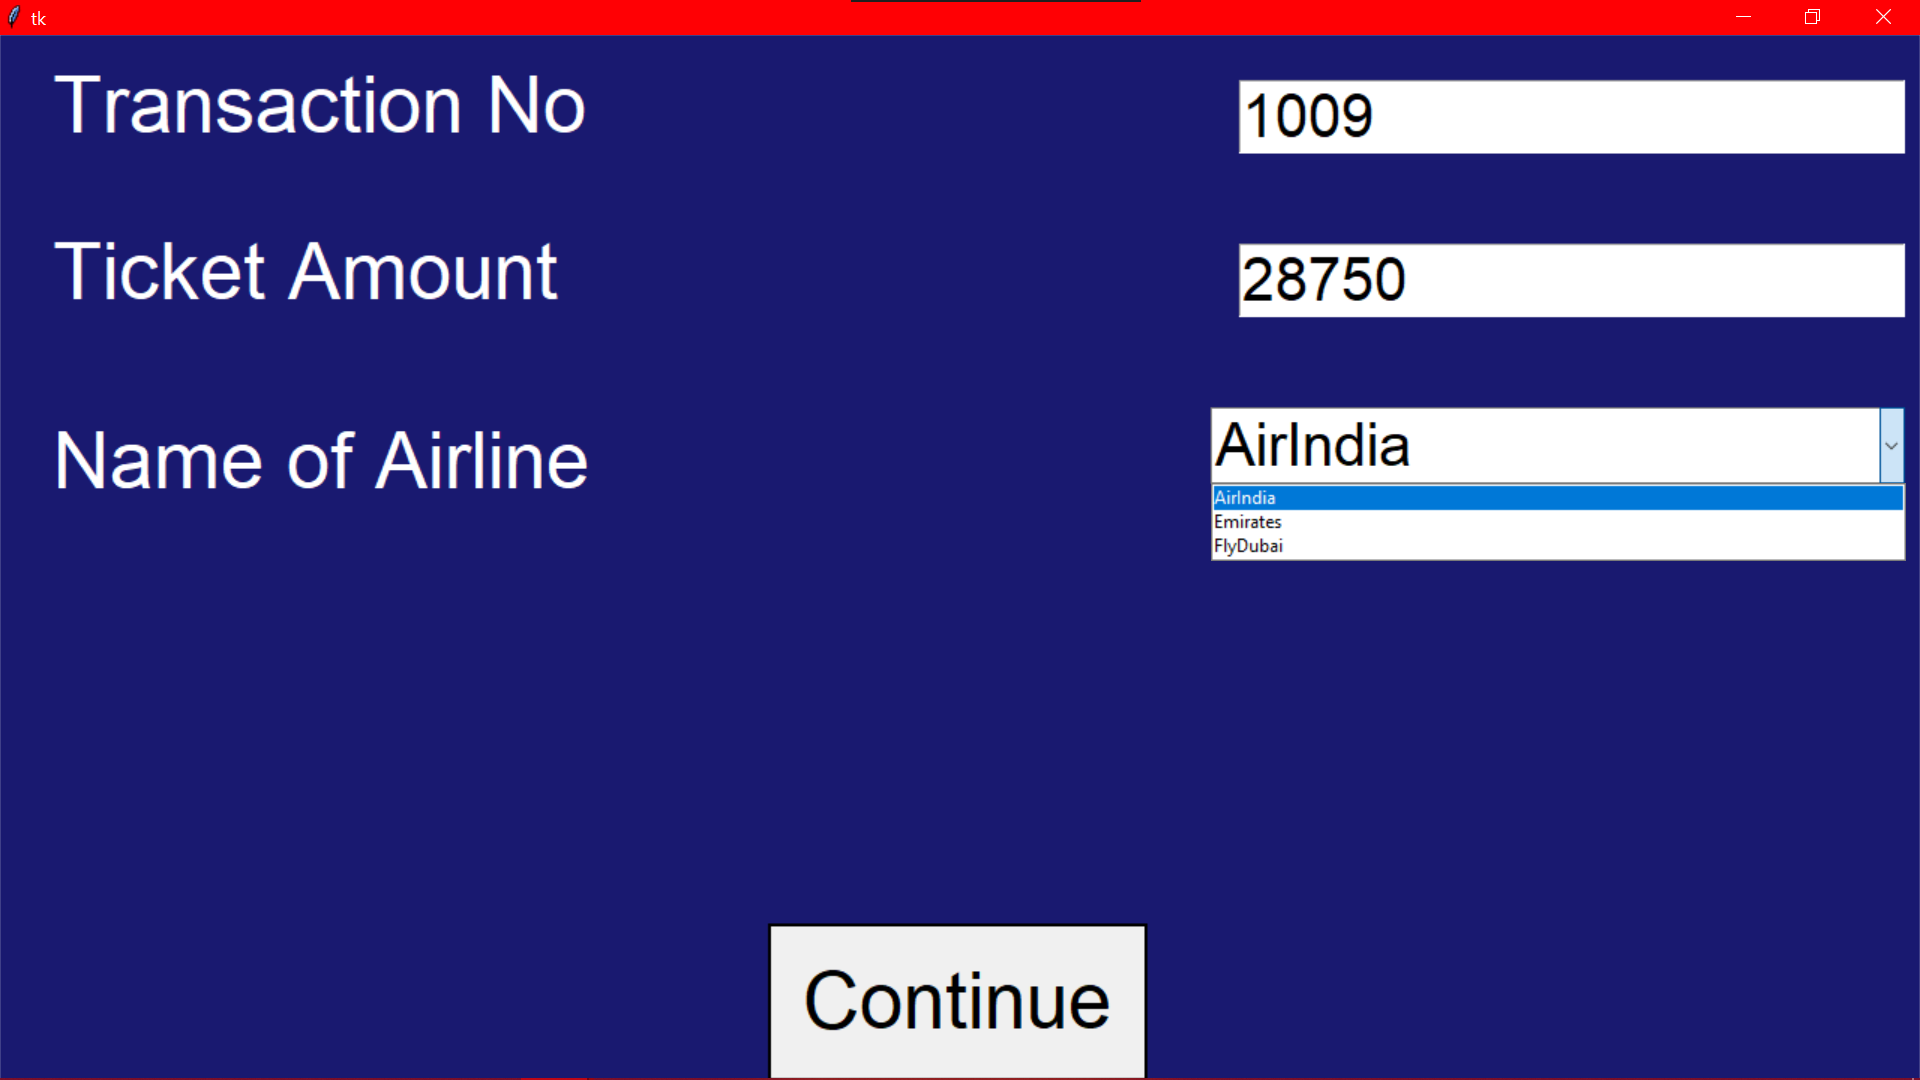 tk
Transaction No
1009
Ticket Amount
28750
Name of Airline
AirIndia
AirIndia
Emirates
FlyDubai
Continue